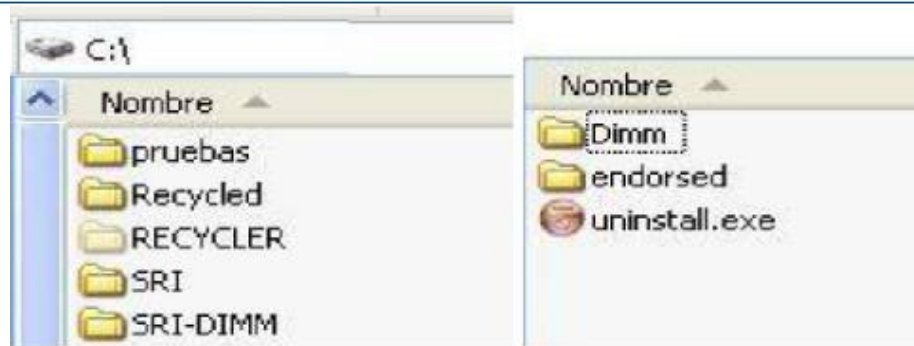 C:\
Nombre
pruebas
Recycled
RECYCLER
SRI
SRI-DIMM
Nombre
Dimm
endorsed
uninstall.exe